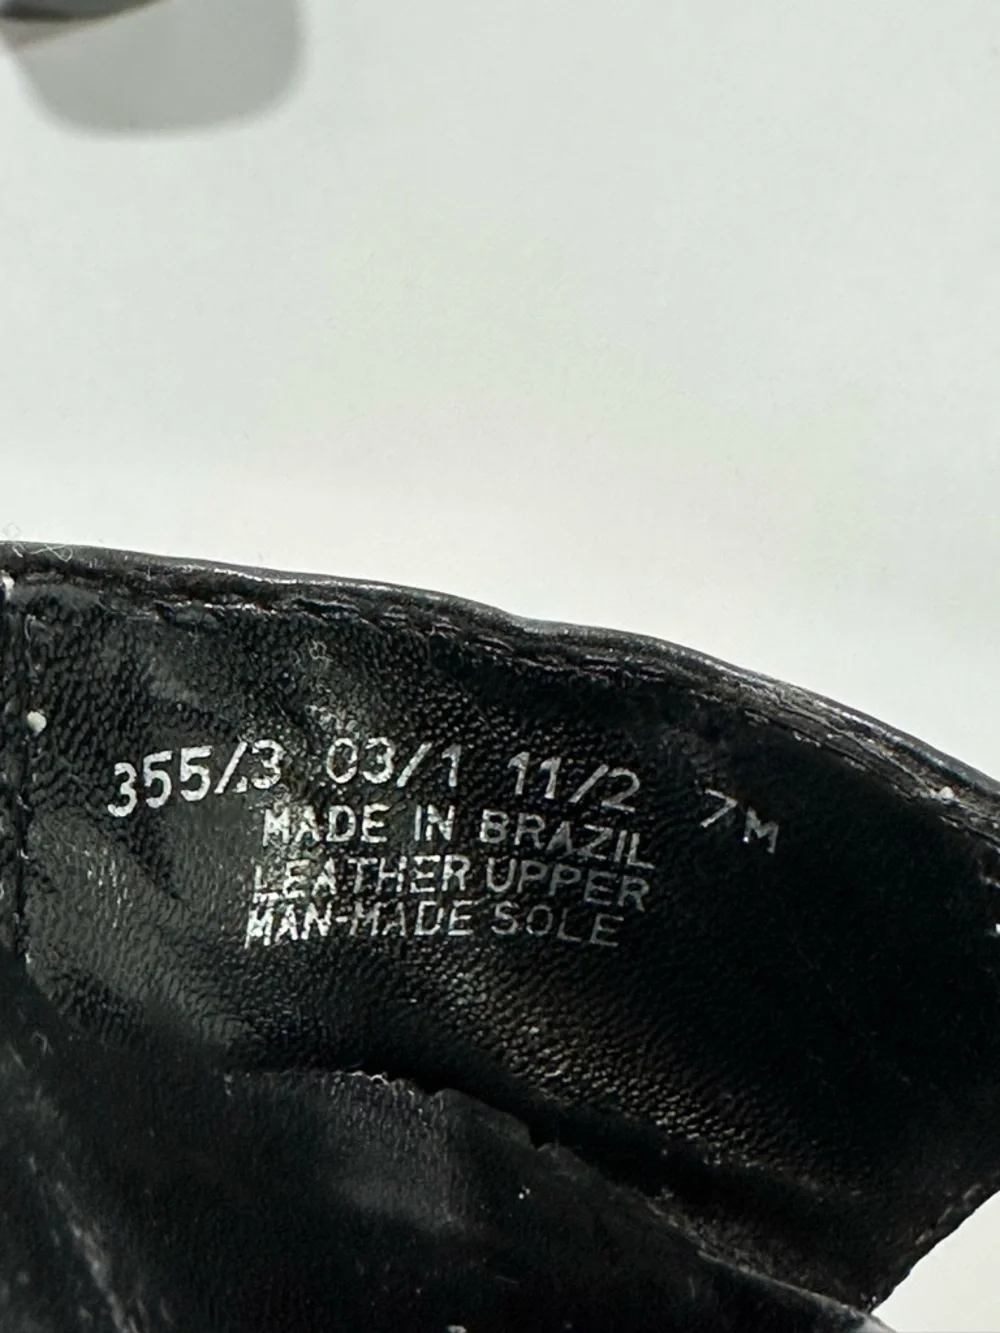 355/3 03/1 11/2 7M
MADE IN BRAZIL
LEATHER UPPER
MAN-MADE SOLE